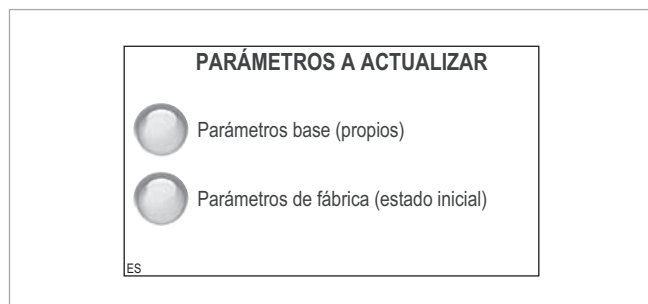 PARÁMETROS A ACTUALIZAR
Parámetros base (propios)
Parámetros de fábrica (estado inicial)
ES